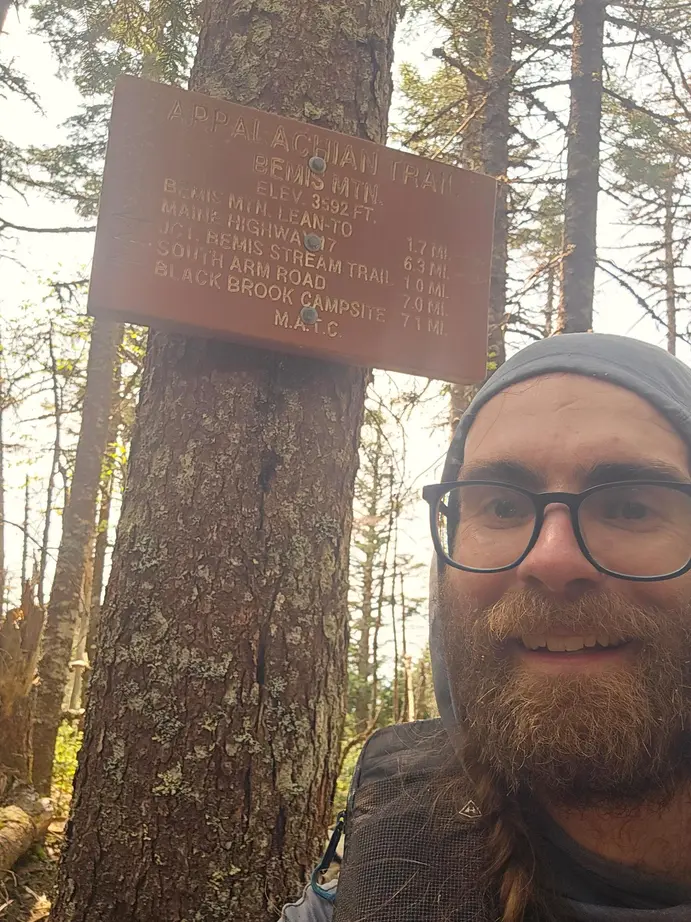 APPALACHIAN TRAIL
BEMIS MTN.
ELEV. 3592 FT.
BEMIS MTN. LEAN-TO 1.7 MI.
MAINE HIGHWAY 17 6.3 MI.
JCT. BEMIS STREAM TRAIL 1.0 MI.
SOUTH ARM ROAD 7.0 MI.
BLACK BROOK CAMPSITE 7.1 MI.
M.A.T.C.